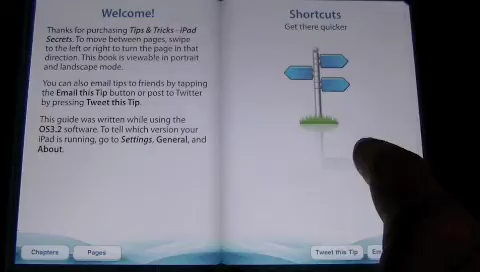 Welcome!
Thanks for purchasing Tips & Tricks - iPad
Secrets. To move between pages, swipe
to the left or right to turn the page in that
direction. This book is viewable in portrait
and landscape mode.
You can also email tips to friends by tapping
the Email this Tip button or post to Twitter
by pressing Tweet this Tip.
This guide was written while using the
OS3.2 software. To tell which version your
iPad is running, go to Settings, General, and
About.
Chapters
Pages
Shortcuts
Get there quicker
Tweet this Tip